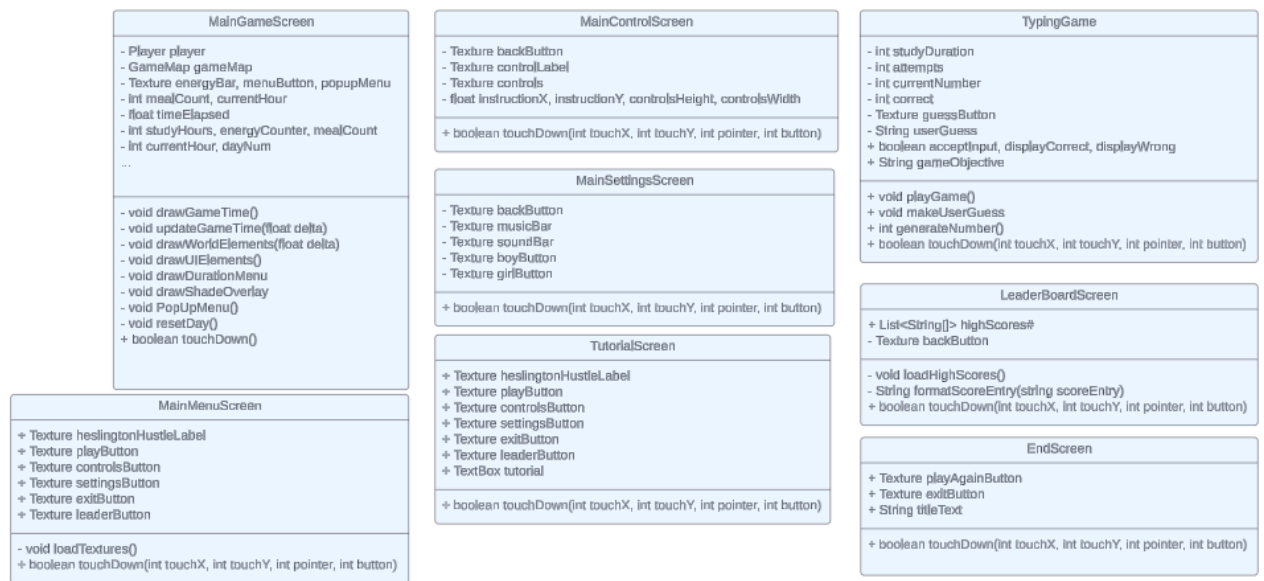 MainGameScreen
- Player player
- GameMap gameMap
- Texture energyBar, menuButton, popupMenu
- int mealCount, currentHour
- float timeElapsed
- int studyHours, energyCounter, mealCount
- int currentHour, dayNum
...
- void drawGameTime()
- void updateGameTime(float delta)
- void drawWorldElements(float delta)
- void drawUIElements()
- void drawDurationMenu
- void drawShadeOverlay
- void PopUpMenu()
- void resetDay()
+ boolean touchDown()
MainMenuScreen
+ Texture heslingtonHustleLabel
+ Texture playButton
+ Texture controlsButton
+ Texture settingsButton
+ Texture exitButton
+ Texture leaderButton
- void loadTextures()
+ boolean touchDown(int touchX, int touchY, int pointer, int button)
MainControlScreen
- Texture backButton
- Texture controlLabel
- Texture controls
- float instructionX, instructionY, controlsHeight, controlsWidth
+ boolean touchDown(int touchX, int touchY, int pointer, int button)
MainSettingsScreen
- Texture backButton
- Texture musicBar
- Texture soundBar
- Texture boyButton
- Texture girlButton
+ boolean touchDown(int touchX, int touchY, int pointer, int button)
TutorialScreen
+ Texture heslingtonHustleLabel
+ Texture playButton
+ Texture controlsButton
+ Texture settingsButton
+ Texture exitButton
+ Texture leaderButton
+ TextBox tutorial
+ boolean touchDown(int touchX, int touchY, int pointer, int button)
TypingGame
- int studyDuration
- int attempts
- int currentNumber
- int correct
- Texture guessButton
- String userGuess
+ boolean acceptInput, displayCorrect, displayWrong
+ String gameObjective
+ void playGame()
+ void makeUserGuess
+ int generateNumber()
+ boolean touchDown(int touchX, int touchY, int pointer, int button)
LeaderBoardScreen
+ List<String[]> highScores#
- Texture backButton
- void loadHighScores()
- String formatScoreEntry(string scoreEntry)
+ boolean touchDown(int touchX, int touchY, int pointer, int button)
EndScreen
+ Texture playAgainButton
+ Texture exitButton
+ String titleText
+ boolean touchDown(int touchX, int touchY, int pointer, int button)